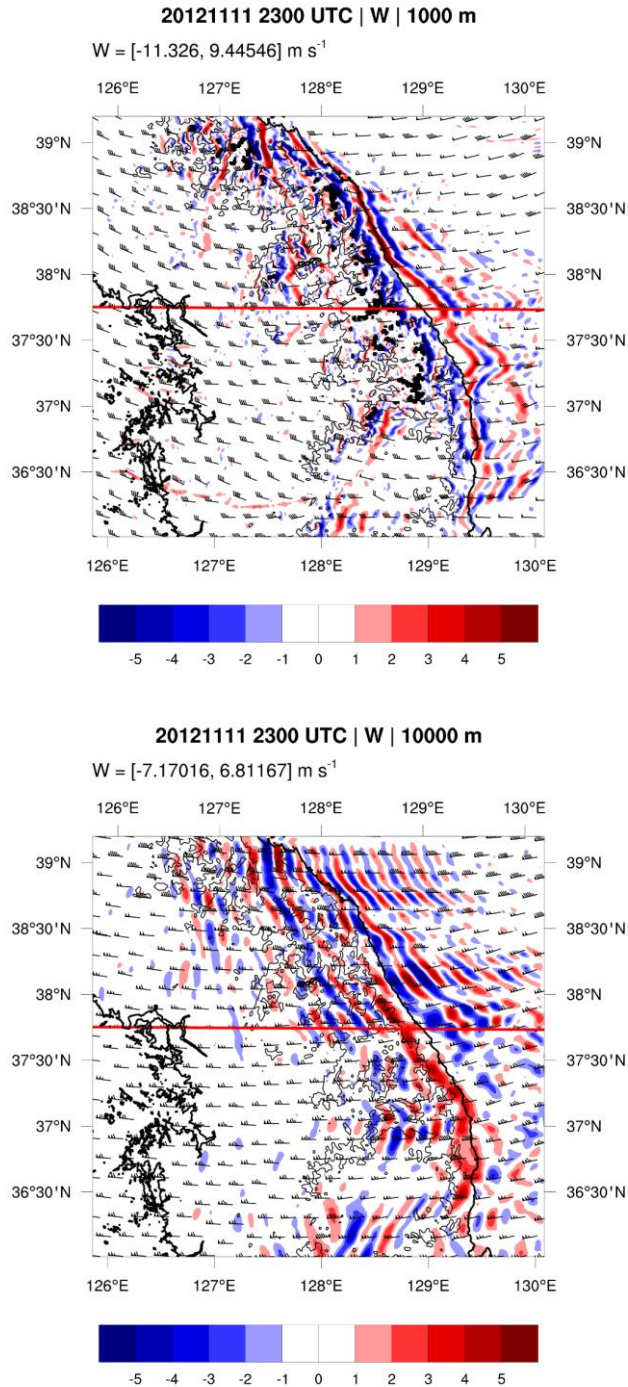 20121111 2300 UTC | W | 1000 m
W = [-11.326, 9.44546] m s⁻¹
126°E 127°E 128°E 129°E 130°E
39°N 39°N
38°30'N 38°30'N
38°N 38°N
37°30'N 37°30'N
37°N 37°N
36°30'N 36°30'N
126°E 127°E 128°E 129°E 130°E
-5 -4 -3 -2 -1 0 1 2 3 4 5
20121111 2300 UTC | W | 10000 m
W = [-7.17016, 6.81167] m s⁻¹
126°E 127°E 128°E 129°E 130°E
39°N 39°N
38°30'N 38°30'N
38°N 38°N
37°30'N 37°30'N
37°N 37°N
36°30'N 36°30'N
126°E 127°E 128°E 129°E 130°E
-5 -4 -3 -2 -1 0 1 2 3 4 5